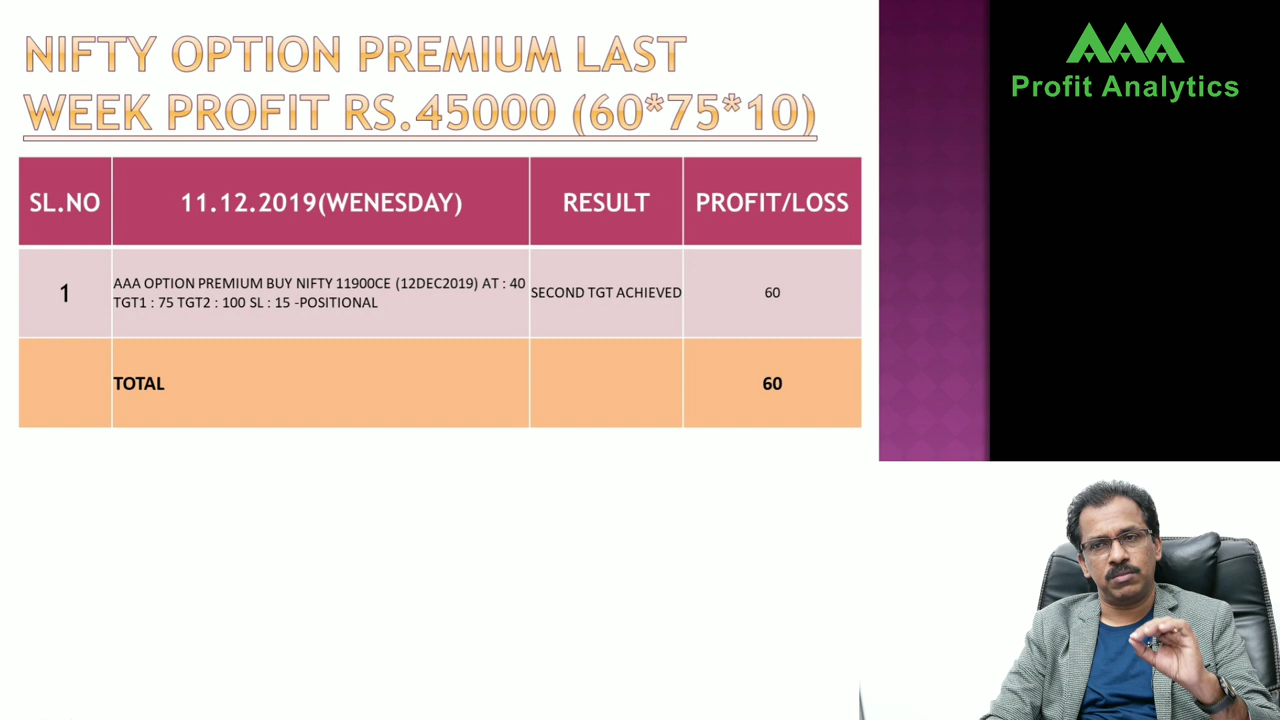 NIFTY OPTION PREMIUM LAST
WEEK PROFIT RS.45000 (60*75*10)
AAA
Profit Analytics
SL.NO 11.12.2019(WENESDAY) RESULT PROFIT/LOSS
1 AAA OPTION PREMIUM BUY NIFTY 11900CE (12DEC2019) AT : 40
TGT1 : 75 TGT2 : 100 SL : 15 -POSITIONAL
SECOND TGT ACHIEVED
60
TOTAL 60